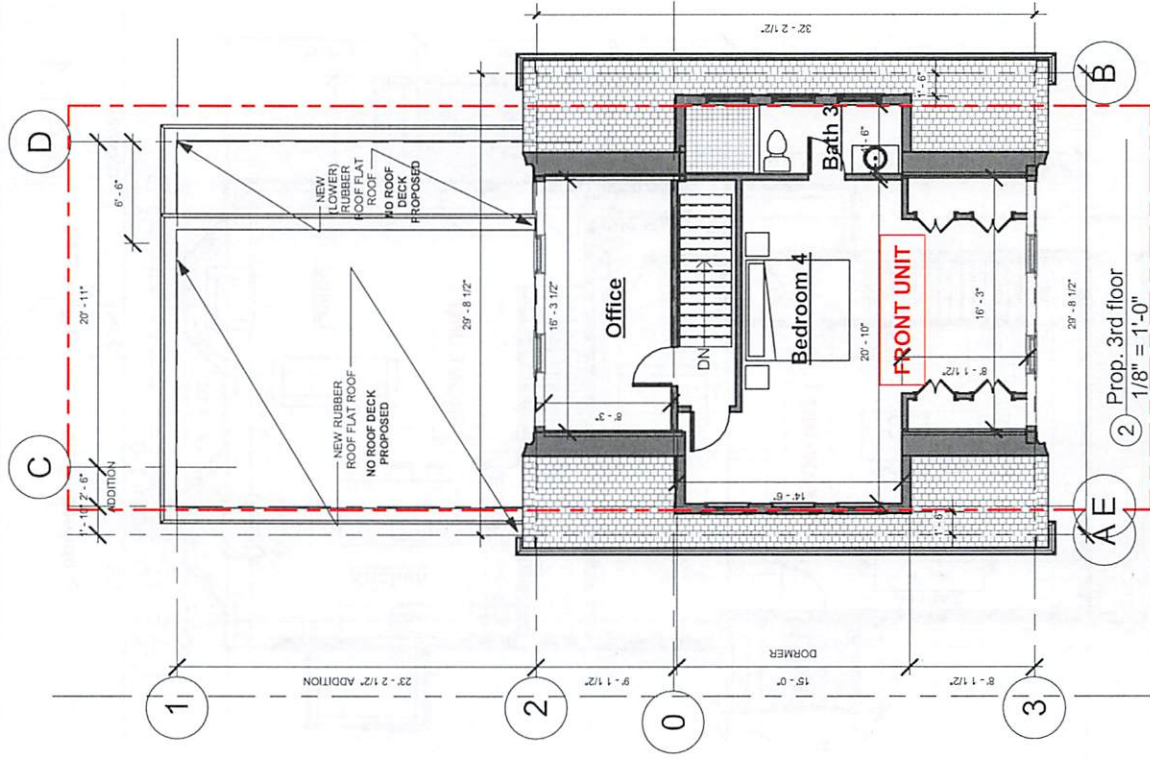 D
6' - 6"
20' - 11"
C
2' - 6"
1' - 10"
ADDITION
NEW
(LOWER)
RUBBER
ROOF FLAT
ROOF
NO ROOF
DECK
PROPOSED
NEW RUBBER
ROOF FLAT ROOF
NO ROOF DECK
PROPOSED
29' - 8 1/2"
16' - 3 1/2"
Office
8' - 3"
32' - 2 1/2"
1' - 6"
Bath 3
DN
Bedroom 4
20' - 10"
FRONT UNIT
14' - 6"
8' - 1 1/2"
1' - 6"
29' - 8 1/2"
B
A
E
1
23' - 2 1/2" ADDITION
2
9' - 1 1/2"
0
15' - 0"
DORMER
8' - 1 1/2"
3
2
Prop. 3rd floor
1/8" = 1'-0"